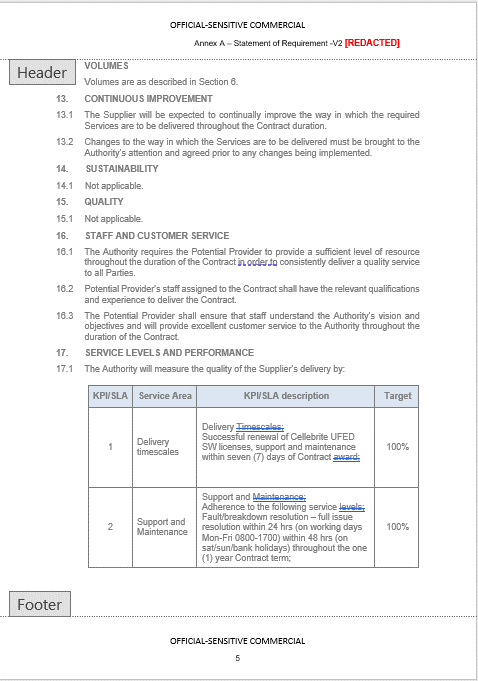 OFFICIAL-SENSITIVE COMMERCIAL
Annex A – Statement of Requirement -V2 [REDACTED]
Header
VOLUMES
Volumes are as described in Section 6.
13. CONTINUOUS IMPROVEMENT
13.1 The Supplier will be expected to continually improve the way in which the required
Services are to be delivered throughout the Contract duration.
13.2 Changes to the way in which the Services are to be delivered must be brought to the
Authority's attention and agreed prior to any changes being implemented.
14. SUSTAINABILITY
14.1 Not applicable.
15. QUALITY
15.1 Not applicable.
16. STAFF AND CUSTOMER SERVICE
16.1 The Authority requires the Potential Provider to provide a sufficient level of resource
throughout the duration of the Contract in order to consistently deliver a quality service
to all Parties.
16.2 Potential Provider's staff assigned to the Contract shall have the relevant qualifications
and experience to deliver the Contract.
16.3 The Potential Provider shall ensure that staff understand the Authority's vision and
objectives and will provide excellent customer service to the Authority throughout the
duration of the Contract.
17. SERVICE LEVELS AND PERFORMANCE
17.1 The Authority will measure the quality of the Supplier's delivery by:
KPI/SLA Service Area KPI/SLA description Target
1
Delivery
timescales
Delivery Timescales;
Successful renewal of Cellebrite UFED
SW licenses, support and maintenance
within seven (7) days of Contract award;
100%
2
Support and
Maintenance
Support and Maintenance;
Adherence to the following service levels;
Fault/breakdown resolution – full issue
resolution within 24 hrs (on working days
Mon-Fri 0800-1700) within 48 hrs (on
sat/sun/bank holidays) throughout the one
(1) year Contract term;
100%
Footer
OFFICIAL-SENSITIVE COMMERCIAL
5